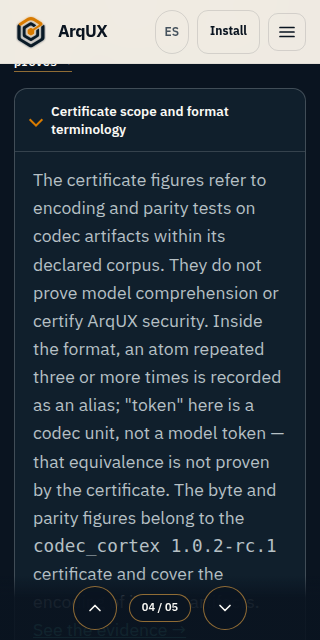 ArqUX
ES
Install
Certificate scope and format
terminology
The certificate figures refer to
encoding and parity tests on
codec artifacts within its
declared corpus. They do not
prove model comprehension or
certify ArqUX security. Inside
the format, an atom repeated
three or more times is recorded
as an alias; "token" here is a
codec unit, not a model token —
that equivalence is not proven
by the certificate. The byte and
parity figures belong to the
codec_cortex 1.0.2-rc.1
certificate and cover the
04 / 05
See the evidence →